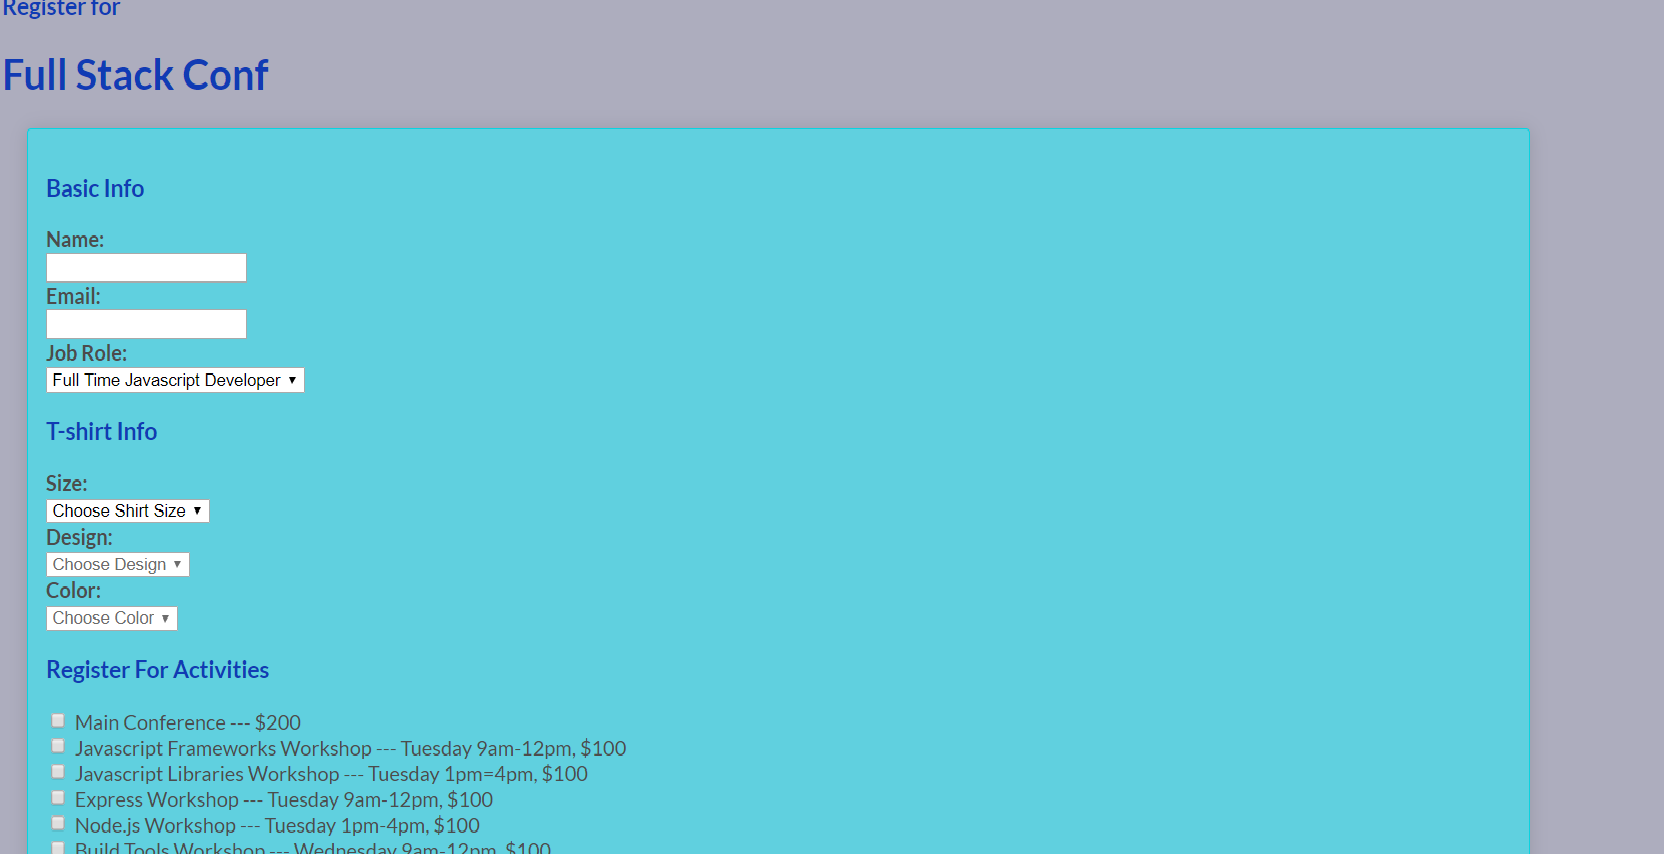 Register for
Full Stack Conf
Basic Info
Name:
Email:
Job Role:
Full Time Javascript Developer
T-shirt Info
Size:
Choose Shirt Size
Design:
Choose Design
Color:
Choose Color
Register For Activities
Main Conference --- $200
Javascript Frameworks Workshop --- Tuesday 9am-12pm, $100
Javascript Libraries Workshop --- Tuesday 1pm=4pm, $100
Express Workshop --- Tuesday 9am-12pm, $100
Node.js Workshop --- Tuesday 1pm-4pm, $100
Build Tools Workshop --- Wednesday 9am-12pm, $100